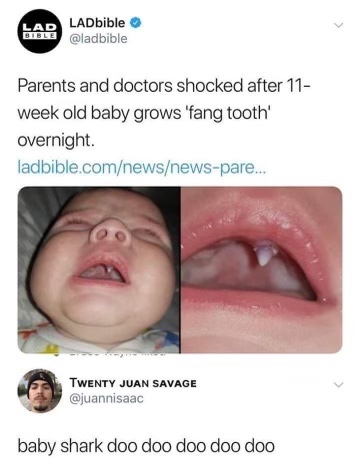 LAD
BIBLE
LADbible
@ladbible
Parents and doctors shocked after 11-
week old baby grows 'fang tooth'
overnight.
ladbible.com/news/news-pare...
TWENTY JUAN SAVAGE
@juannisaac
baby shark doo doo doo doo doo